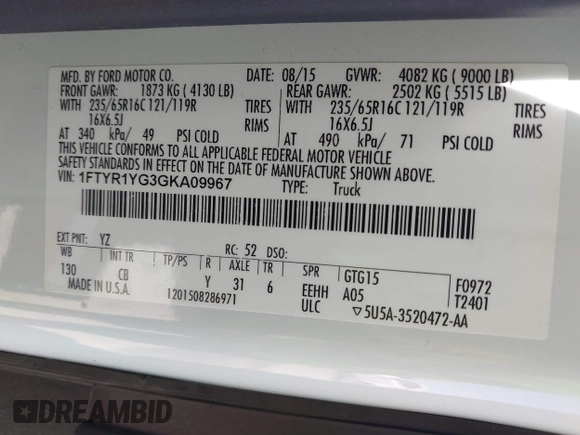 MFD. BY FORD MOTOR CO. DATE: 08/15 GVWR: 4082 KG ( 9000 LB)
FRONT GAWR: 1873 KG ( 4130 LB) REAR GAWR: 2502 KG ( 5515 LB)
WITH 235/65R16C 121/119R TIRES WITH 235/65R16C 121/119R TIRES
16X6.5J RIMS 16X6.5J RIMS
AT 340 kPa/ 49 PSI COLD AT 490 kPa/ 71 PSI COLD
THIS VEHICLE CONFORMS TO ALL APPLICABLE FEDERAL MOTOR VEHICLE
SAFETY STANDARDS IN EFFECT ON THE DATE OF MANUFACTURE SHOWN ABOVE.
VIN: 1FTYR1YG3GKA09967 TYPE: Truck
EXT PNT: YZ RC: 52 DSO:
WB INT TR TP/PS R AXLE TR SPR GTG15 F0972
130 CB Y 31 6 EEHH A05 T2401
MADE IN U.S.A. 1201508286971 ULC ▽5U5A-3520472-AA
DREAMBID